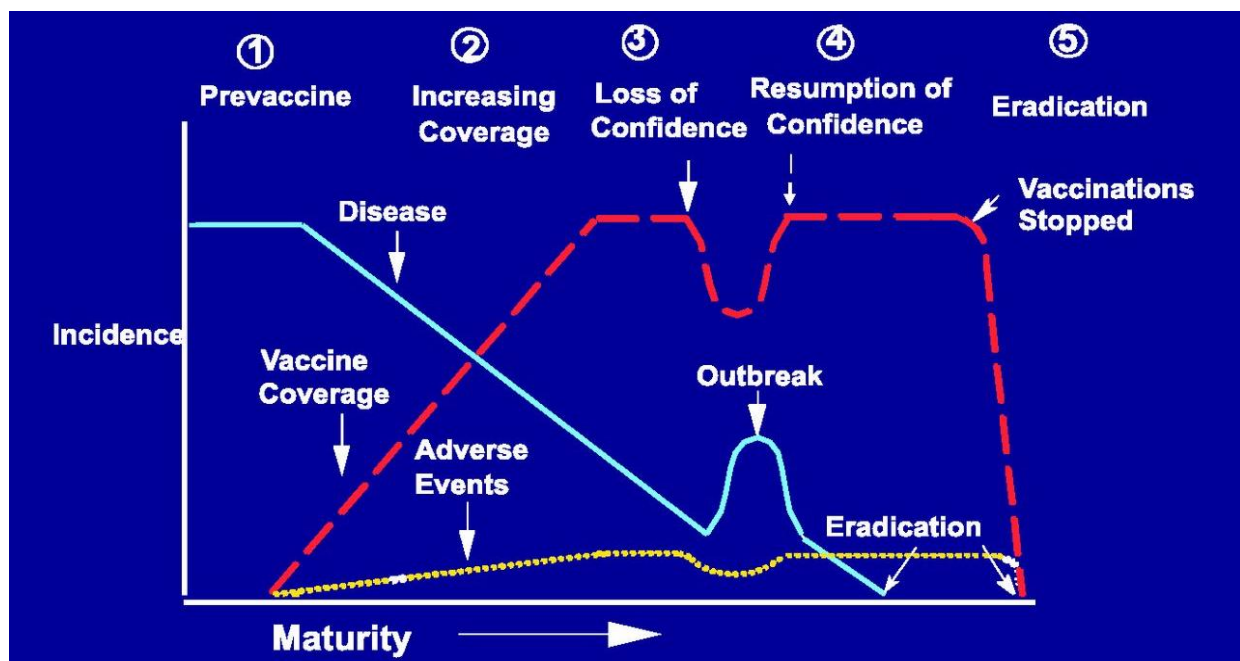 ①
Prevaccine
②
Increasing
Coverage
③
Loss of
Confidence
④
Resumption of
Confidence
⑤
Eradication
Vaccinations
Stopped
Disease
Incidence
Vaccine
Coverage
Outbreak
Adverse
Events
Eradication
Maturity